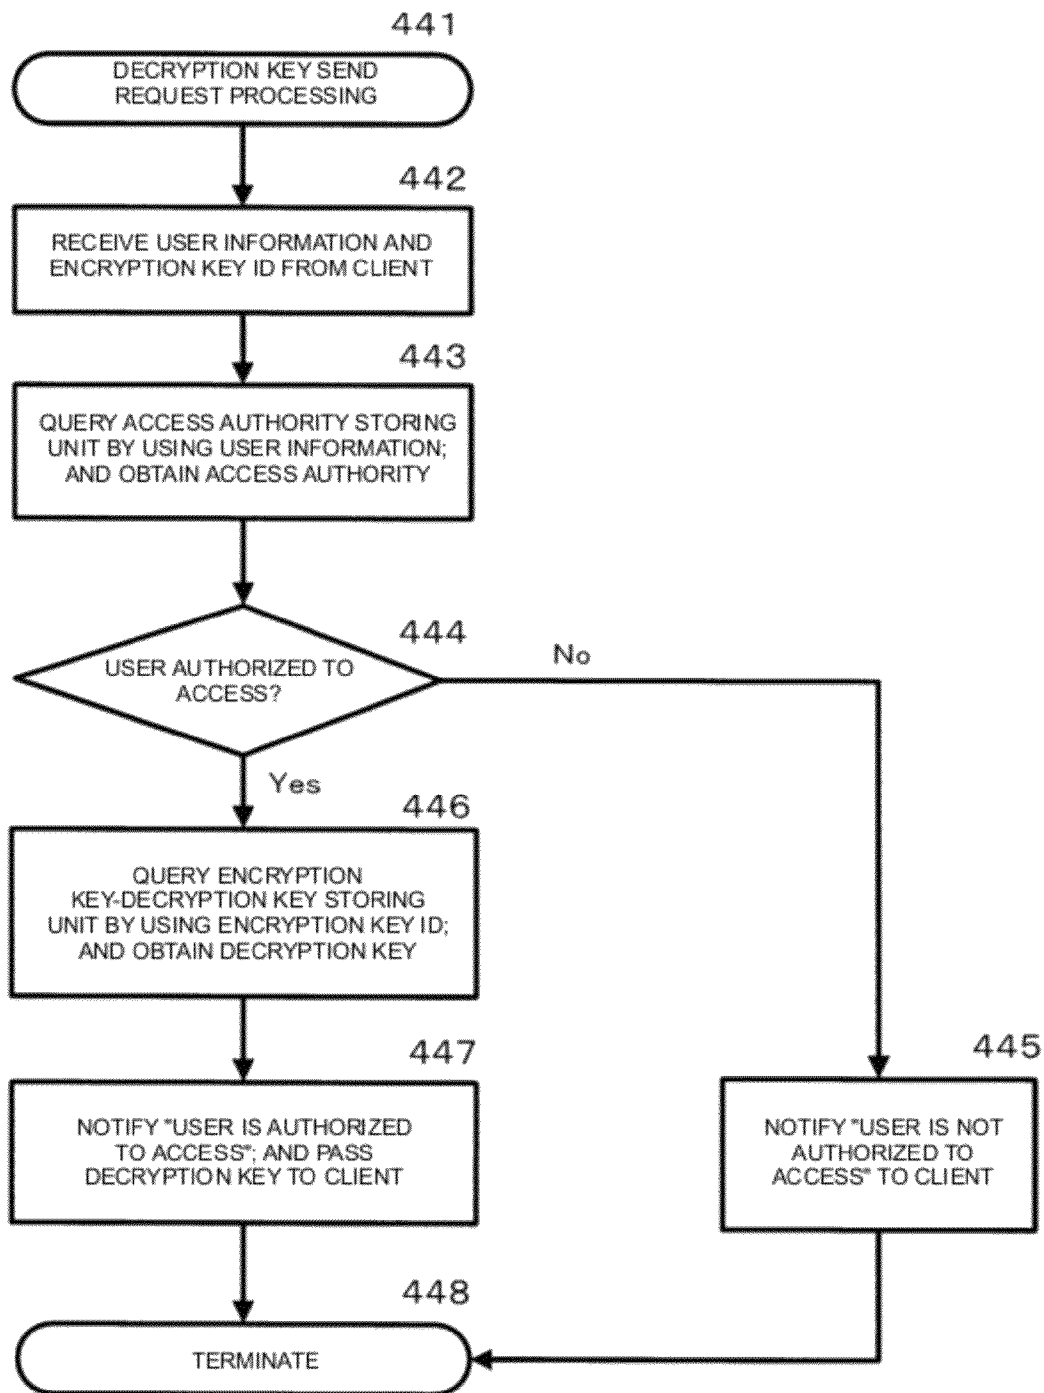 441
DECRYPTION KEY SEND
REQUEST PROCESSING
442
RECEIVE USER INFORMATION AND
ENCRYPTION KEY ID FROM CLIENT
443
QUERY ACCESS AUTHORITY STORING
UNIT BY USING USER INFORMATION;
AND OBTAIN ACCESS AUTHORITY
444
USER AUTHORIZED TO
ACCESS?
No
Yes
446
QUERY ENCRYPTION
KEY-DECRYPTION KEY STORING
UNIT BY USING ENCRYPTION KEY ID;
AND OBTAIN DECRYPTION KEY
447
NOTIFY "USER IS AUTHORIZED
TO ACCESS"; AND PASS
DECRYPTION KEY TO CLIENT
445
NOTIFY "USER IS NOT
AUTHORIZED TO
ACCESS" TO CLIENT
448
TERMINATE